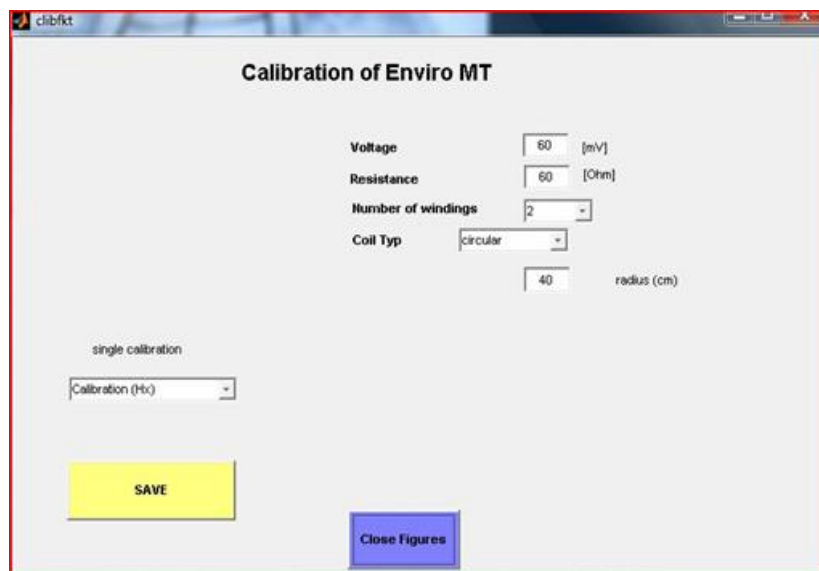 clibfkt
Calibration of Enviro MT
Voltage 60 [mV]
Resistance 60 [Ohm]
Number of windings 2
Coil Typ circular
40 radius (cm)
single calibration
Calibration (Hx)
SAVE
Close Figures